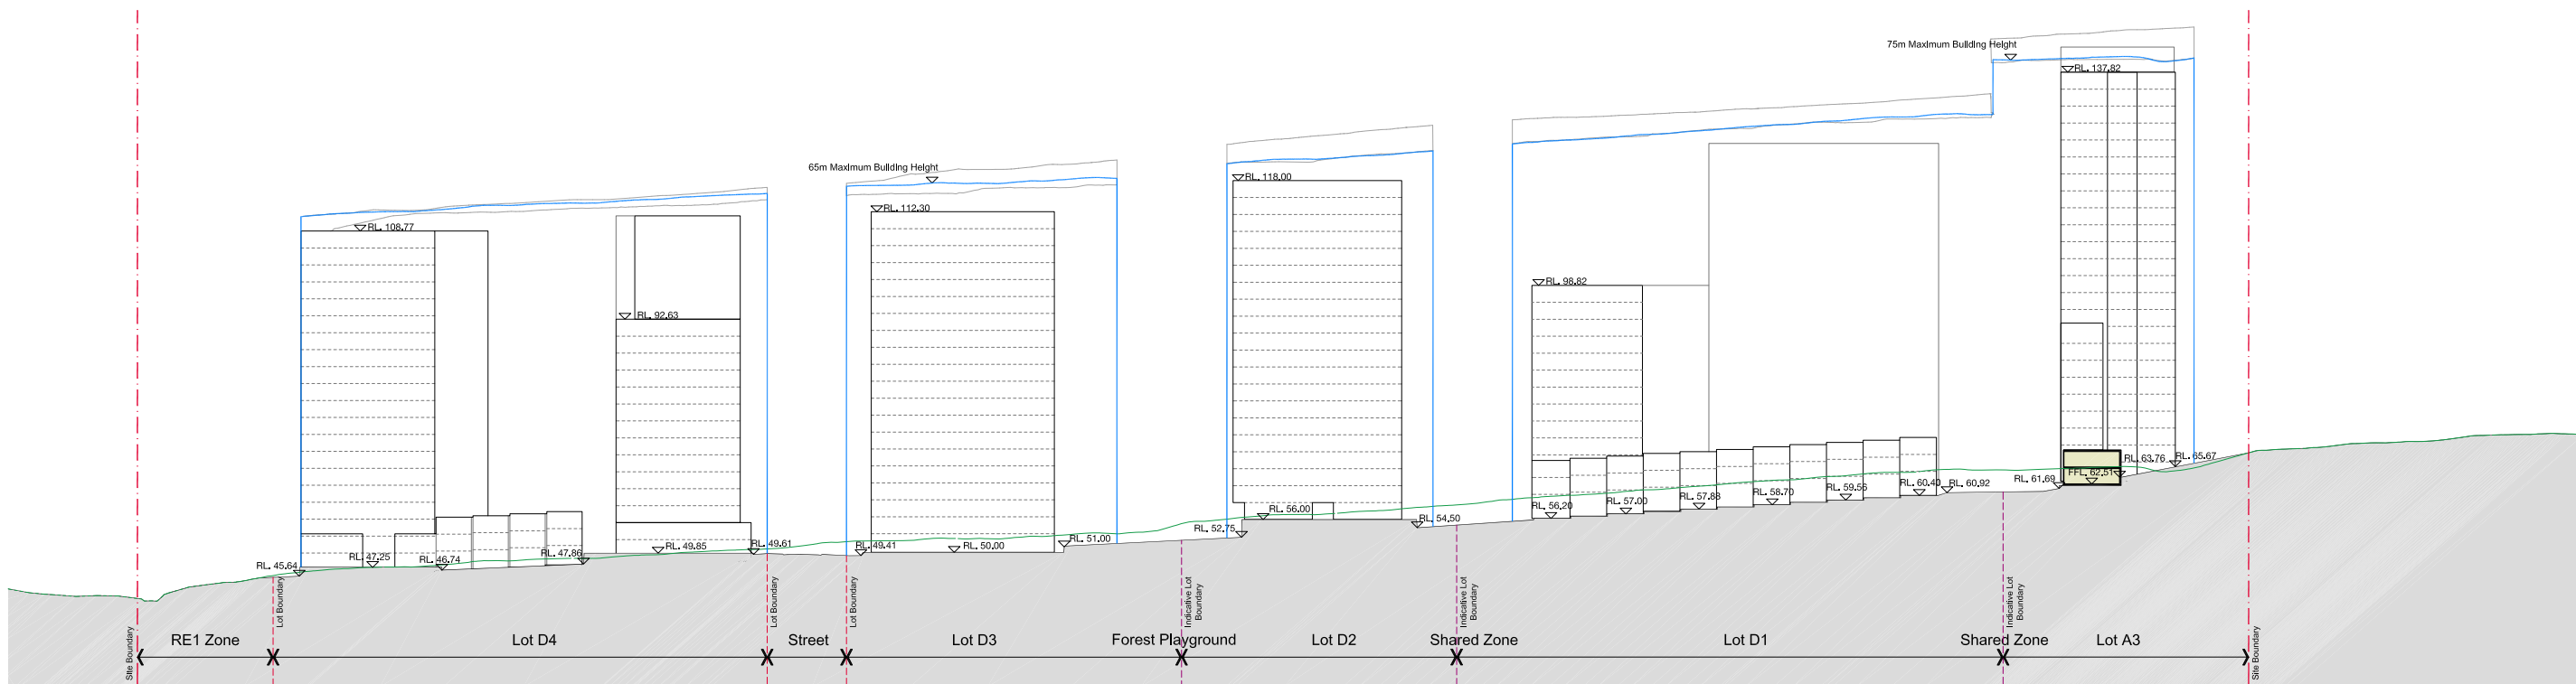 75m Maximum Building Height
RL. 137.82
65m Maximum Building Height
RL. 118.00
RL. 112.30
RL. 108.77
RL. 98.82
RL. 92.63
RL. 63.76
RL. 65.67
FFL. 62.51
RL. 61.69
RL. 60.92
RL. 60.40
RL. 59.56
RL. 58.70
RL. 57.88
RL. 57.00
RL. 56.20
RL. 56.00
RL. 54.50
RL. 52.75
RL. 51.00
RL. 50.00
RL. 49.41
RL. 49.61
RL. 49.85
RL. 47.86
RL. 46.74
RL. 47.25
RL. 45.64
Site Boundary
Lot Boundary
Lot Boundary
Lot Boundary
Indicative Lot
Boundary
Indicative Lot
Boundary
Indicative Lot
Boundary
Site Boundary
RE1 Zone
Lot D4
Street
Lot D3
Forest Playground
Lot D2
Shared Zone
Lot D1
Shared Zone
Lot A3